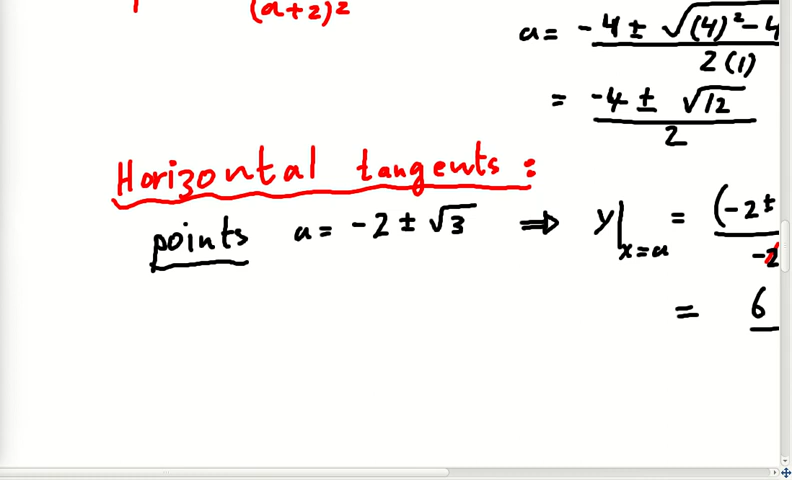 (a+2)²
a = -4 ± √(4)² - 4
2(1)
= -4 ± √12
2
Horizontal tangents :
points a = -2 ± √3 ⇒ y|x=a = (-2 ±
-2
= 6